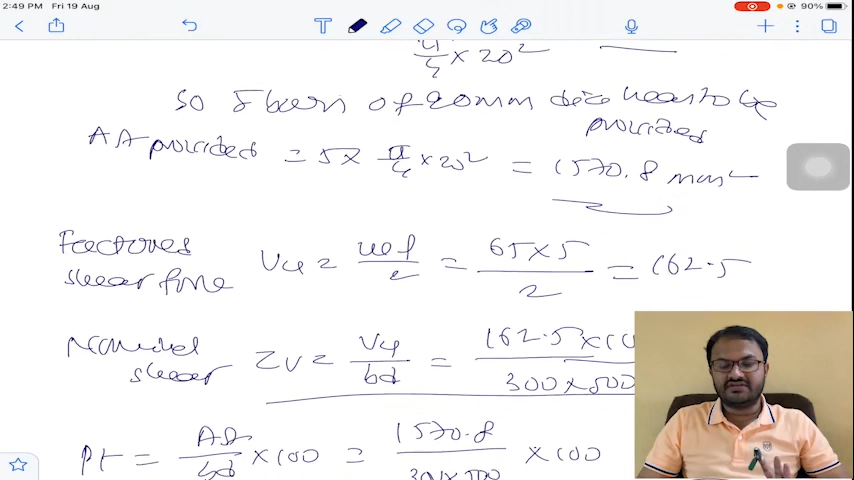 2:49 PM Fri 19 Aug
90%
π/4 × 20²
So 5 bars of 20mm dia need to be
provided
Ast provided = 5 × π/4 × 20² = 1570.8 mm²
Factored
shear force Vu = wel/2 = 65×5/2 = 162.5
Nominal
shear τv = Vu/bd = 162.5×10/300×500
Pt = Ast/bd ×100 = 1570.8/300×500 ×100